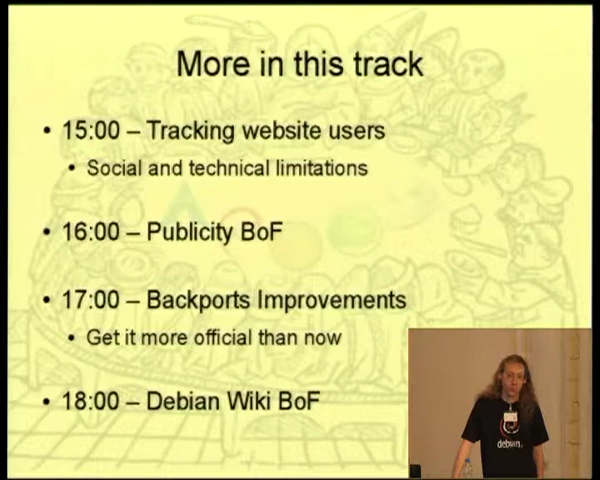 More in this track
• 15:00 – Tracking website users
• Social and technical limitations
• 16:00 – Publicity BoF
• 17:00 – Backports Improvements
• Get it more official than now
• 18:00 – Debian Wiki BoF
debian